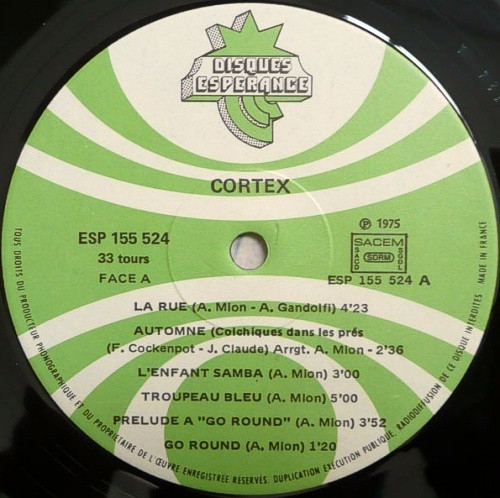 DISQUES
ESPERANCE
CORTEX
ESP 155 524
33 tours
FACE A
℗ 1975
SACEM
SACD
SDRM
SGDL
ESP 155 524 A
LA RUE (A. Mion - A. Gandolfi) 4'23
AUTOMNE (Colchiques dans les prés
(F. Cockenpot - J. Claude) Arrgt. A. Mion - 2'36
L'ENFANT SAMBA (A. Mion) 3'00
TROUPEAU BLEU (A. Mion) 5'00
PRELUDE A "GO ROUND" (A. Mion) 3'52
GO ROUND (A. Mion) 1'20
TOUS DROITS DU PRODUCTEUR PHONOGRAPHIQUE ET DU PROPRIETAIRE DE L'ŒUVRE ENREGISTREE RÉSERVÉS. DUPLICATION EXECUTION PUBLIQUE, RADIODIFFUSION DE CE DISQUE INTERDITES - MADE IN FRANCE